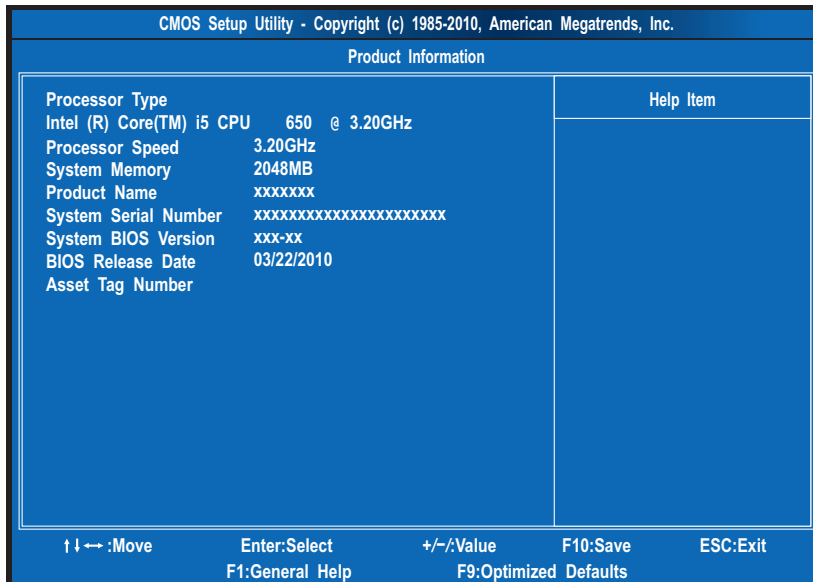 CMOS Setup Utility - Copyright (c) 1985-2010, American Megatrends, Inc.
Product Information
Processor Type
Intel (R) Core(TM) i5 CPU 650 @ 3.20GHz
Processor Speed 3.20GHz
System Memory 2048MB
Product Name xxxxxxx
System Serial Number xxxxxxxxxxxxxxxxxxxxxx
System BIOS Version xxx-xx
BIOS Release Date 03/22/2010
Asset Tag Number
Help Item
↑↓↔ :Move Enter:Select +/−/:Value F10:Save ESC:Exit
F1:General Help F9:Optimized Defaults